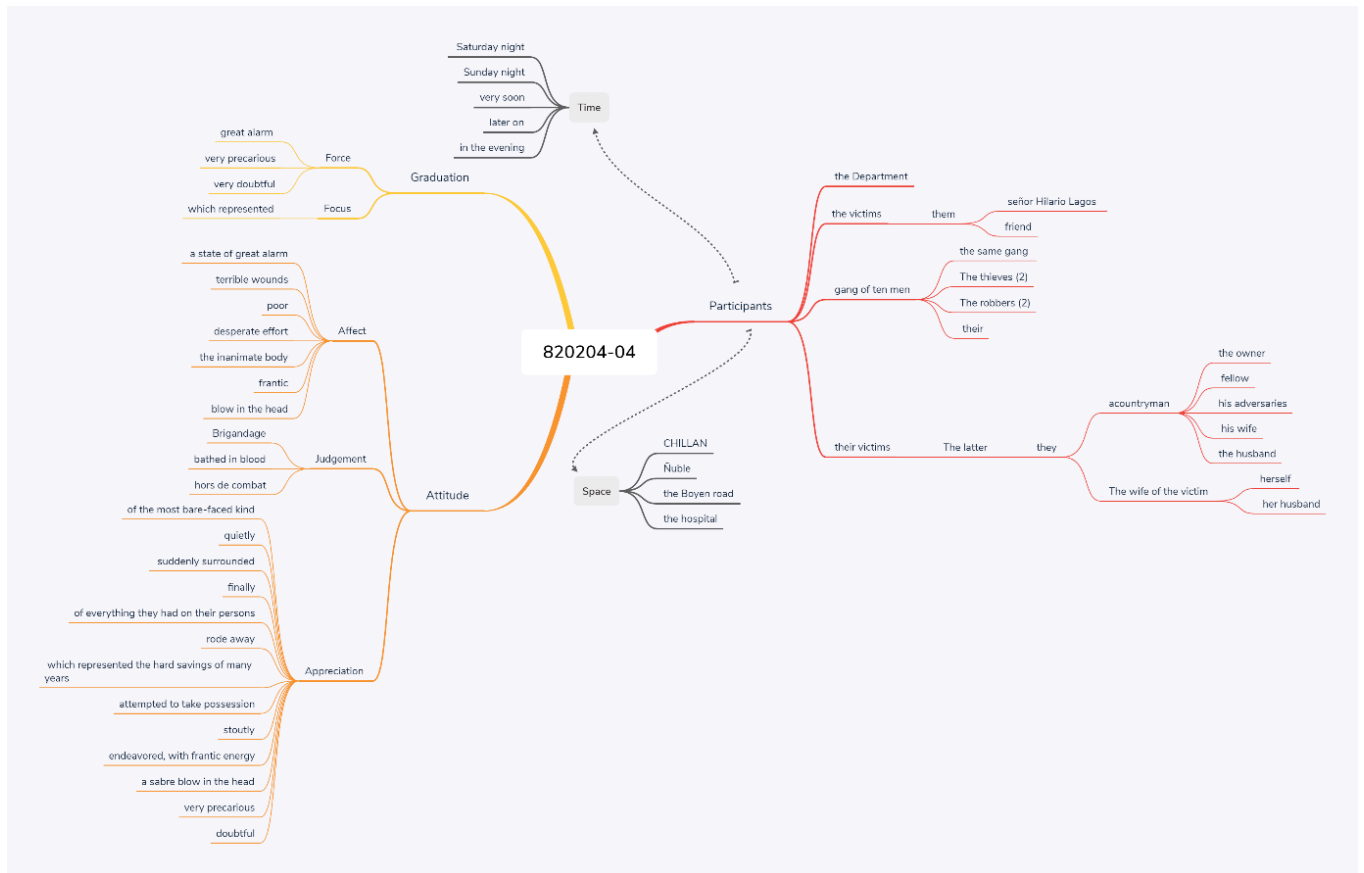 Saturday night
Sunday night
very soon
later on
in the evening
Time
great alarm
very precarious
very doubtful
Force
which represented
Focus
Graduation
a state of great alarm
terrible wounds
poor
desperate effort
the inanimate body
frantic
blow in the head
Affect
Brigandage
bathed in blood
hors de combat
Judgement
Attitude
of the most bare-faced kind
quietly
suddenly surrounded
finally
of everything they had on their persons
rode away
which represented the hard savings of many
years
attempted to take possession
stoutly
endeavored, with frantic energy
a sabre blow in the head
very precarious
doubtful
Appreciation
820204-04
Participants
the Department
the victims
them
señor Hilario Lagos
friend
gang of ten men
the same gang
The thieves (2)
The robbers (2)
their
their victims
The latter
they
acountryman
the owner
fellow
his adversaries
his wife
the husband
The wife of the victim
herself
her husband
Space
CHILLAN
Ñuble
the Boyen road
the hospital